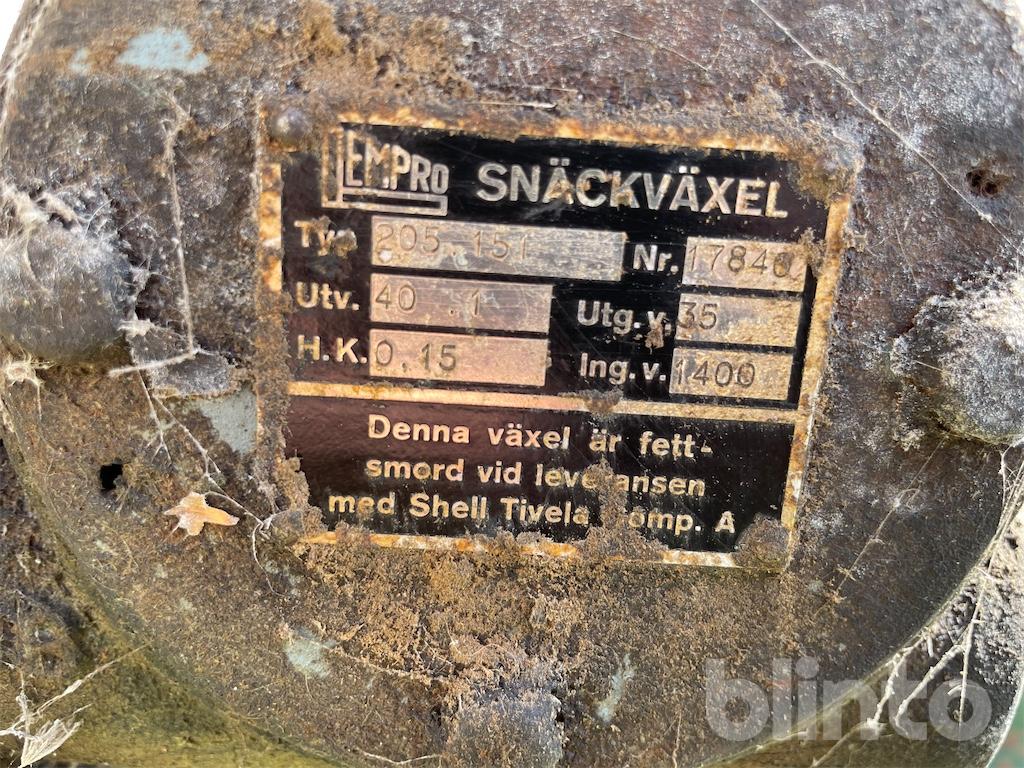 LEMPRO SNÄCKVÄXEL
Typ 205.151 Nr.
Utv. 40 .1 Utg.v. 35
H.K. 0,15 Ing.v. 1400
Denna växel är fett-
smord vid leveransen
med Shell Tivela Comp. A
blinto